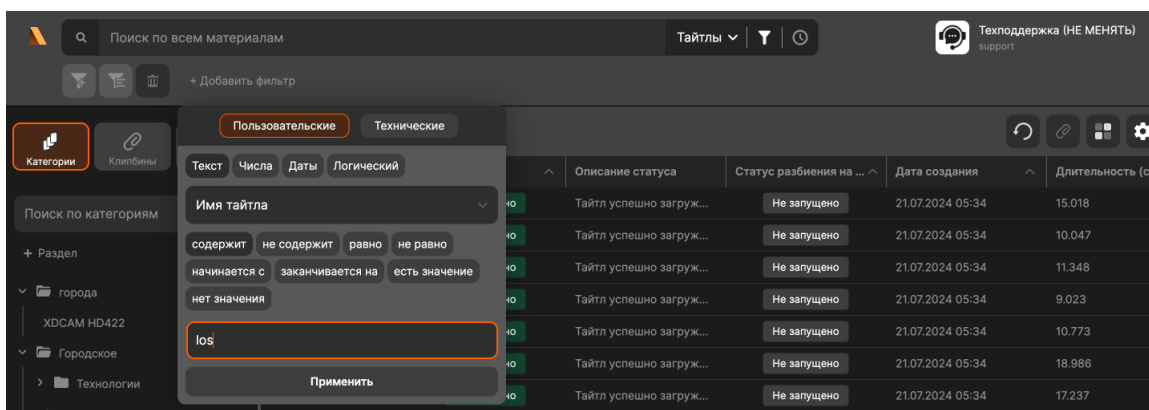 Поиск по всем материалам
Тайтлы
Техподдержка (НЕ МЕНЯТЬ)
support
+ Добавить фильтр
Категории
Клипбины
Пользовательские
Технические
Текст Числа Даты Логический
Имя тайтла
содержит не содержит равно не равно
начинается с заканчивается на есть значение
нет значения
los
Применить
Поиск по категориям
+ Раздел
города
XDCAM HD422
Городское
Технологии
Описание статуса Статус разбиения на ... Дата создания Длительность (с
но Тайтл успешно загруж... Не запущено 21.07.2024 05:34 15.018
но Тайтл успешно загруж... Не запущено 21.07.2024 05:34 10.047
но Тайтл успешно загруж... Не запущено 21.07.2024 05:34 11.348
но Тайтл успешно загруж... Не запущено 21.07.2024 05:34 9.023
но Тайтл успешно загруж... Не запущено 21.07.2024 05:34 10.773
но Тайтл успешно загруж... Не запущено 21.07.2024 05:34 18.986
но Тайтл успешно загруж... Не запущено 21.07.2024 05:34 17.237